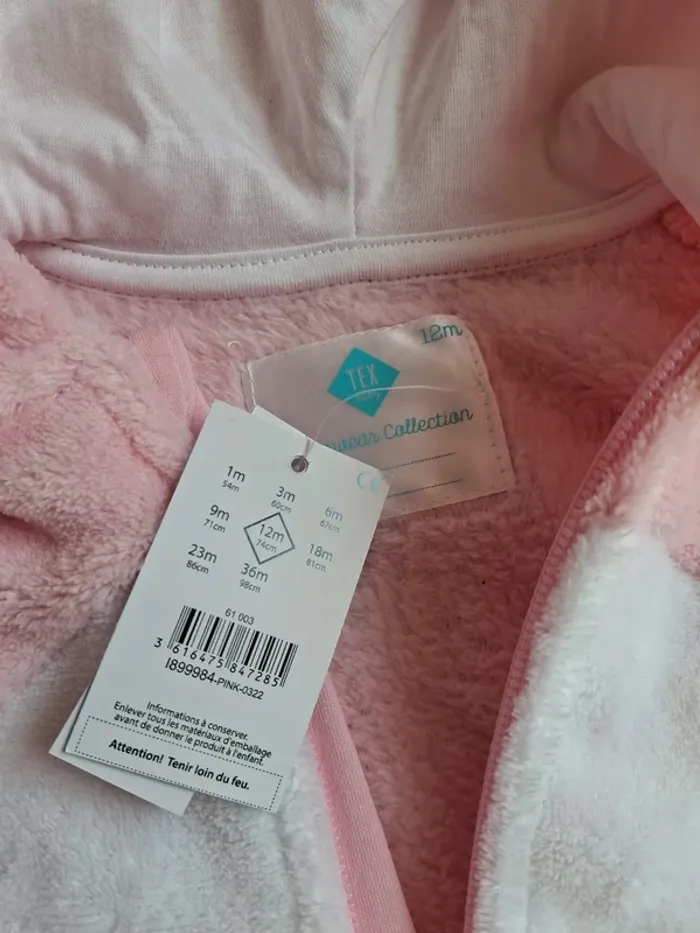 12m
TEX
baby
wear Collection
1m
54m
3m
60cm
6m
67cm
9m
71cm
12m
74cm
18m
81cm
23m
86cm
36m
98cm
61 003
3 616475 847285
I899984-PINK-0322
Informations à conserver.
Enlever tous les matériaux d'emballage
avant de donner le produit à l'enfant.
Attention! Tenir loin du feu.